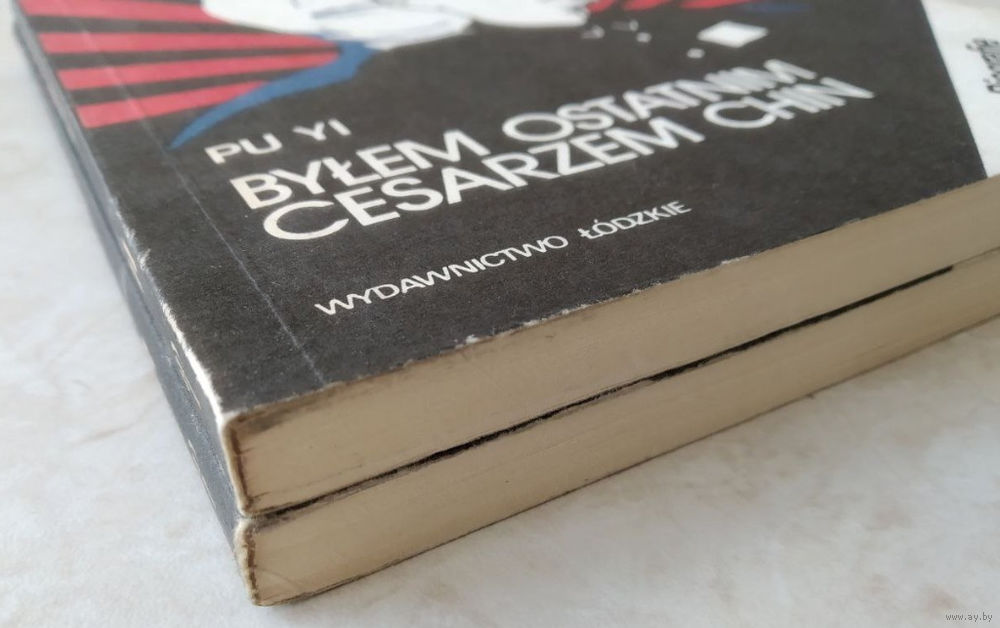 PU YI
BYŁEM OSTATNIM
CESARZEM CHIN
WYDAWNICTWO ŁÓDZKIE
www.ay.by